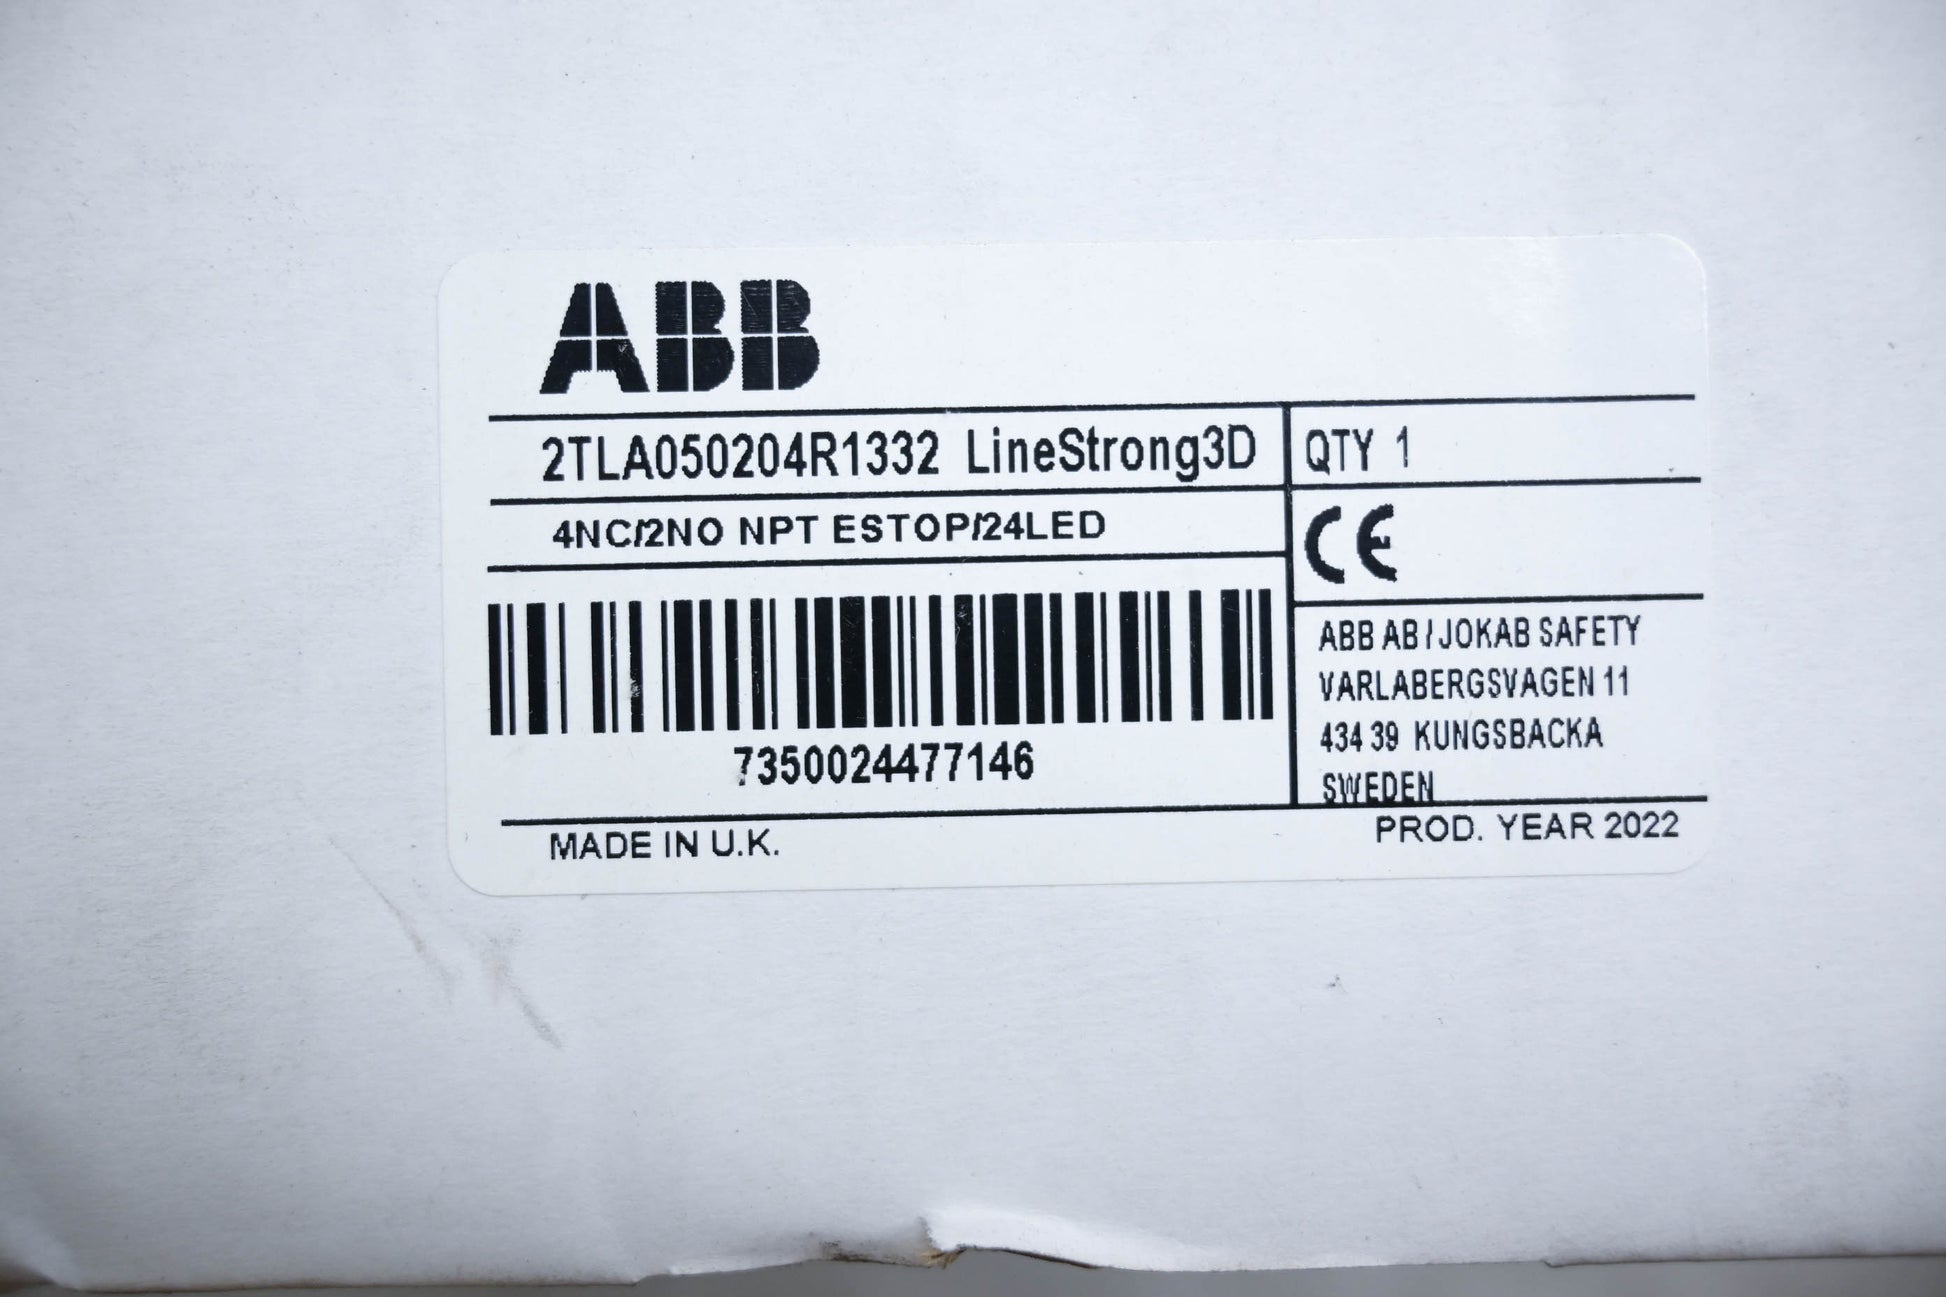 ABB
2TLA050204R1332 LineStrong3D
QTY 1
4NC/2NO NPT ESTOP/24LED
CE
7350024477146
ABB AB / JOKAB SAFETY
VARLABERGSVAGEN 11
434 39 KUNGSBACKA
SWEDEN
MADE IN U.K.
PROD. YEAR 2022